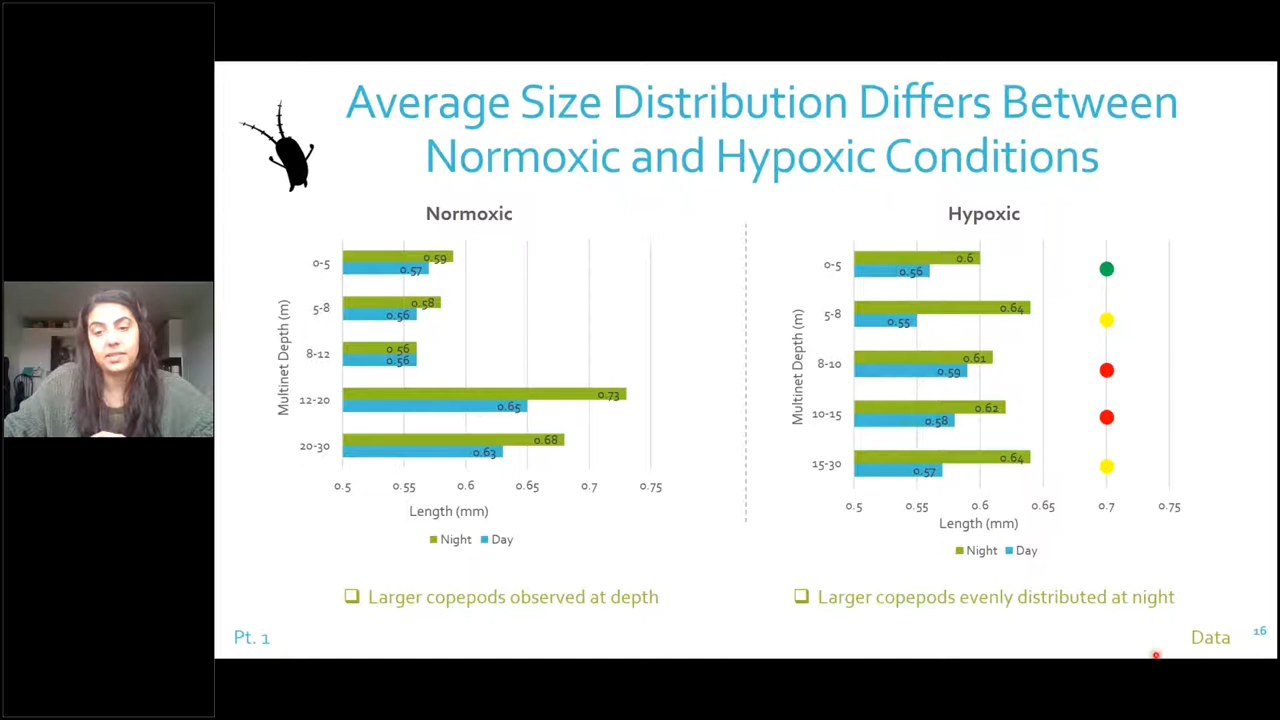 Average Size Distribution Differs Between
Normoxic and Hypoxic Conditions
Normoxic
Multinet Depth (m)
0-5
0.59
0.57
5-8
0.58
0.56
8-12
0.56
0.56
12-20
0.73
0.65
20-30
0.68
0.63
0.5 0.55 0.6 0.65 0.7 0.75
Length (mm)
Night Day
Larger copepods observed at depth
Hypoxic
Multinet Depth (m)
0-5
0.6
0.56
5-8
0.64
0.55
8-10
0.61
0.59
10-15
0.62
0.58
15-30
0.64
0.57
0.5 0.55 0.6 0.65 0.7 0.75
Length (mm)
Night Day
Larger copepods evenly distributed at night
Pt. 1
Data
16